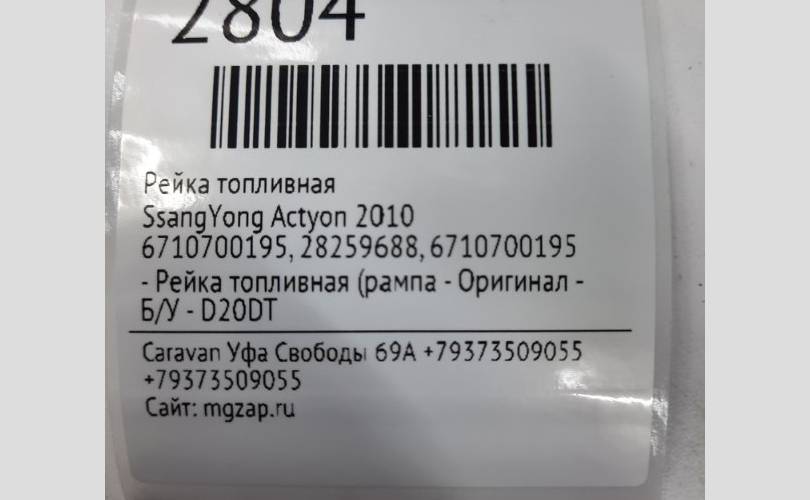 2804
Рейка топливная
SsangYong Actyon 2010
6710700195, 28259688, 6710700195
- Рейка топливная (рампа - Оригинал -
Б/У - D20DT
Caravan Уфа Свободы 69А +79373509055
+79373509055
Сайт: mgzap.ru